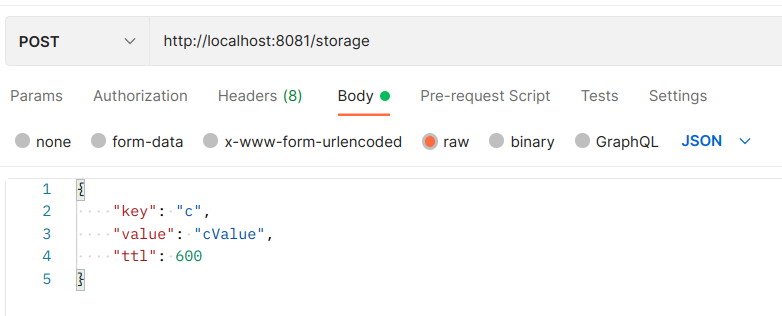 POST http://localhost:8081/storage
Params Authorization Headers (8) Body Pre-request Script Tests Settings
none form-data x-www-form-urlencoded raw binary GraphQL JSON
1 {
2 "key": "c",
3 "value": "cValue",
4 "ttl": 600
5 }